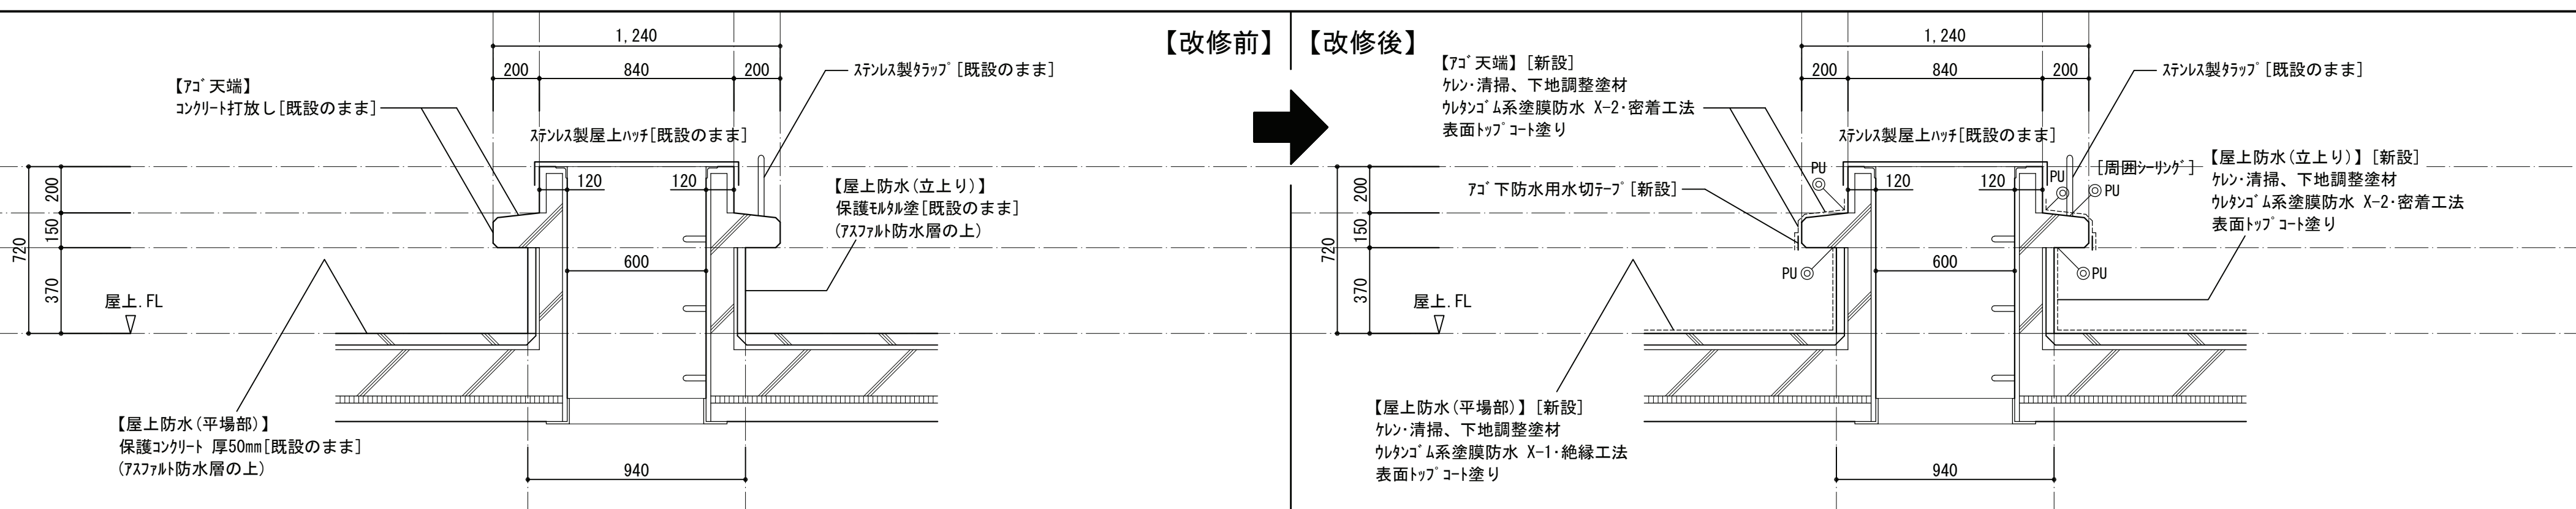 【改修前】
1,240
200
840
200
【ｱｺﾞ天端】
ｺﾝｸﾘｰﾄ打放し[既設のまま]
ｽﾃﾝﾚｽ製ﾀﾗｯﾌﾟ[既設のまま]
ｽﾃﾝﾚｽ製屋上ﾊｯﾁ[既設のまま]
120
120
【屋上防水(立上り)】
保護ﾓﾙﾀﾙ塗[既設のまま]
(ｱｽﾌｧﾙﾄ防水層の上)
200
150
720
370
600
屋上.FL
【屋上防水(平場部)】
保護ｺﾝｸﾘｰﾄ 厚50mm[既設のまま]
(ｱｽﾌｧﾙﾄ防水層の上)
940
【改修後】
1,240
200
840
200
【ｱｺﾞ天端】[新設]
ｹﾚﾝ･清掃、下地調整塗材
ｳﾚﾀﾝｺﾞﾑ系塗膜防水 X-2･密着工法
表面ﾄｯﾌﾟｺｰﾄ塗り
ｽﾃﾝﾚｽ製ﾀﾗｯﾌﾟ[既設のまま]
ｽﾃﾝﾚｽ製屋上ﾊｯﾁ[既設のまま]
PU
[周囲ｼｰﾘﾝｸﾞ]
PU
PU
120
120
ｱｺﾞ下防水用水切ﾃｰﾌﾟ[新設]
【屋上防水(立上り)】[新設]
ｹﾚﾝ･清掃、下地調整塗材
ｳﾚﾀﾝｺﾞﾑ系塗膜防水 X-2･密着工法
表面ﾄｯﾌﾟｺｰﾄ塗り
200
150
720
370
600
PU
PU
屋上.FL
【屋上防水(平場部)】[新設]
ｹﾚﾝ･清掃、下地調整塗材
ｳﾚﾀﾝｺﾞﾑ系塗膜防水 X-1･絶縁工法
表面ﾄｯﾌﾟｺｰﾄ塗り
940